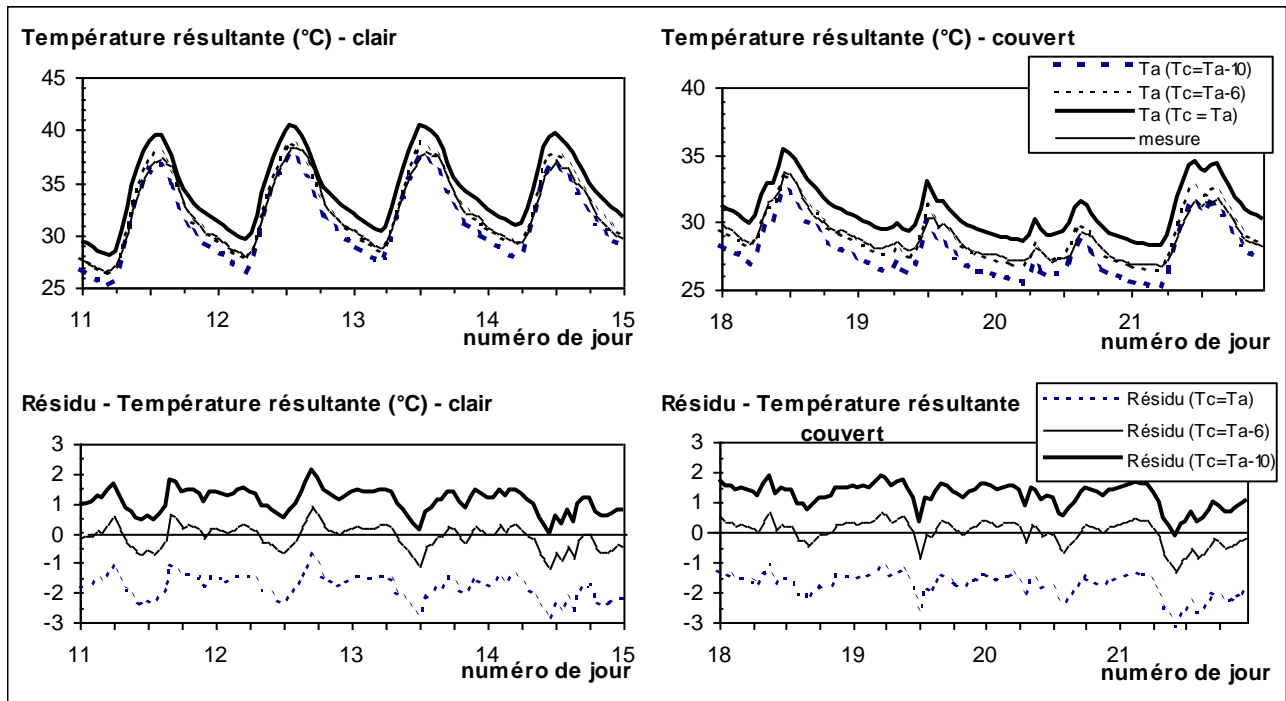 Température résultante (°C) - clair
45
40
35
30
25
11
12
13
14
15
numéro de jour
Température résultante (°C) - couvert
Ta (Tc=Ta-10)
Ta (Tc=Ta-6)
Ta (Tc = Ta)
mesure
40
35
30
25
18
19
20
21
numéro de jour
Résidu - Température résultante (°C) - clair
3
2
1
0
-1
-2
-3
11
12
13
14
15
numéro de jour
Résidu - Température résultante
couvert
Résidu (Tc=Ta)
Résidu (Tc=Ta-6)
Résidu (Tc=Ta-10)
3
2
1
0
-1
-2
-3
18
19
20
21
numéro de jour